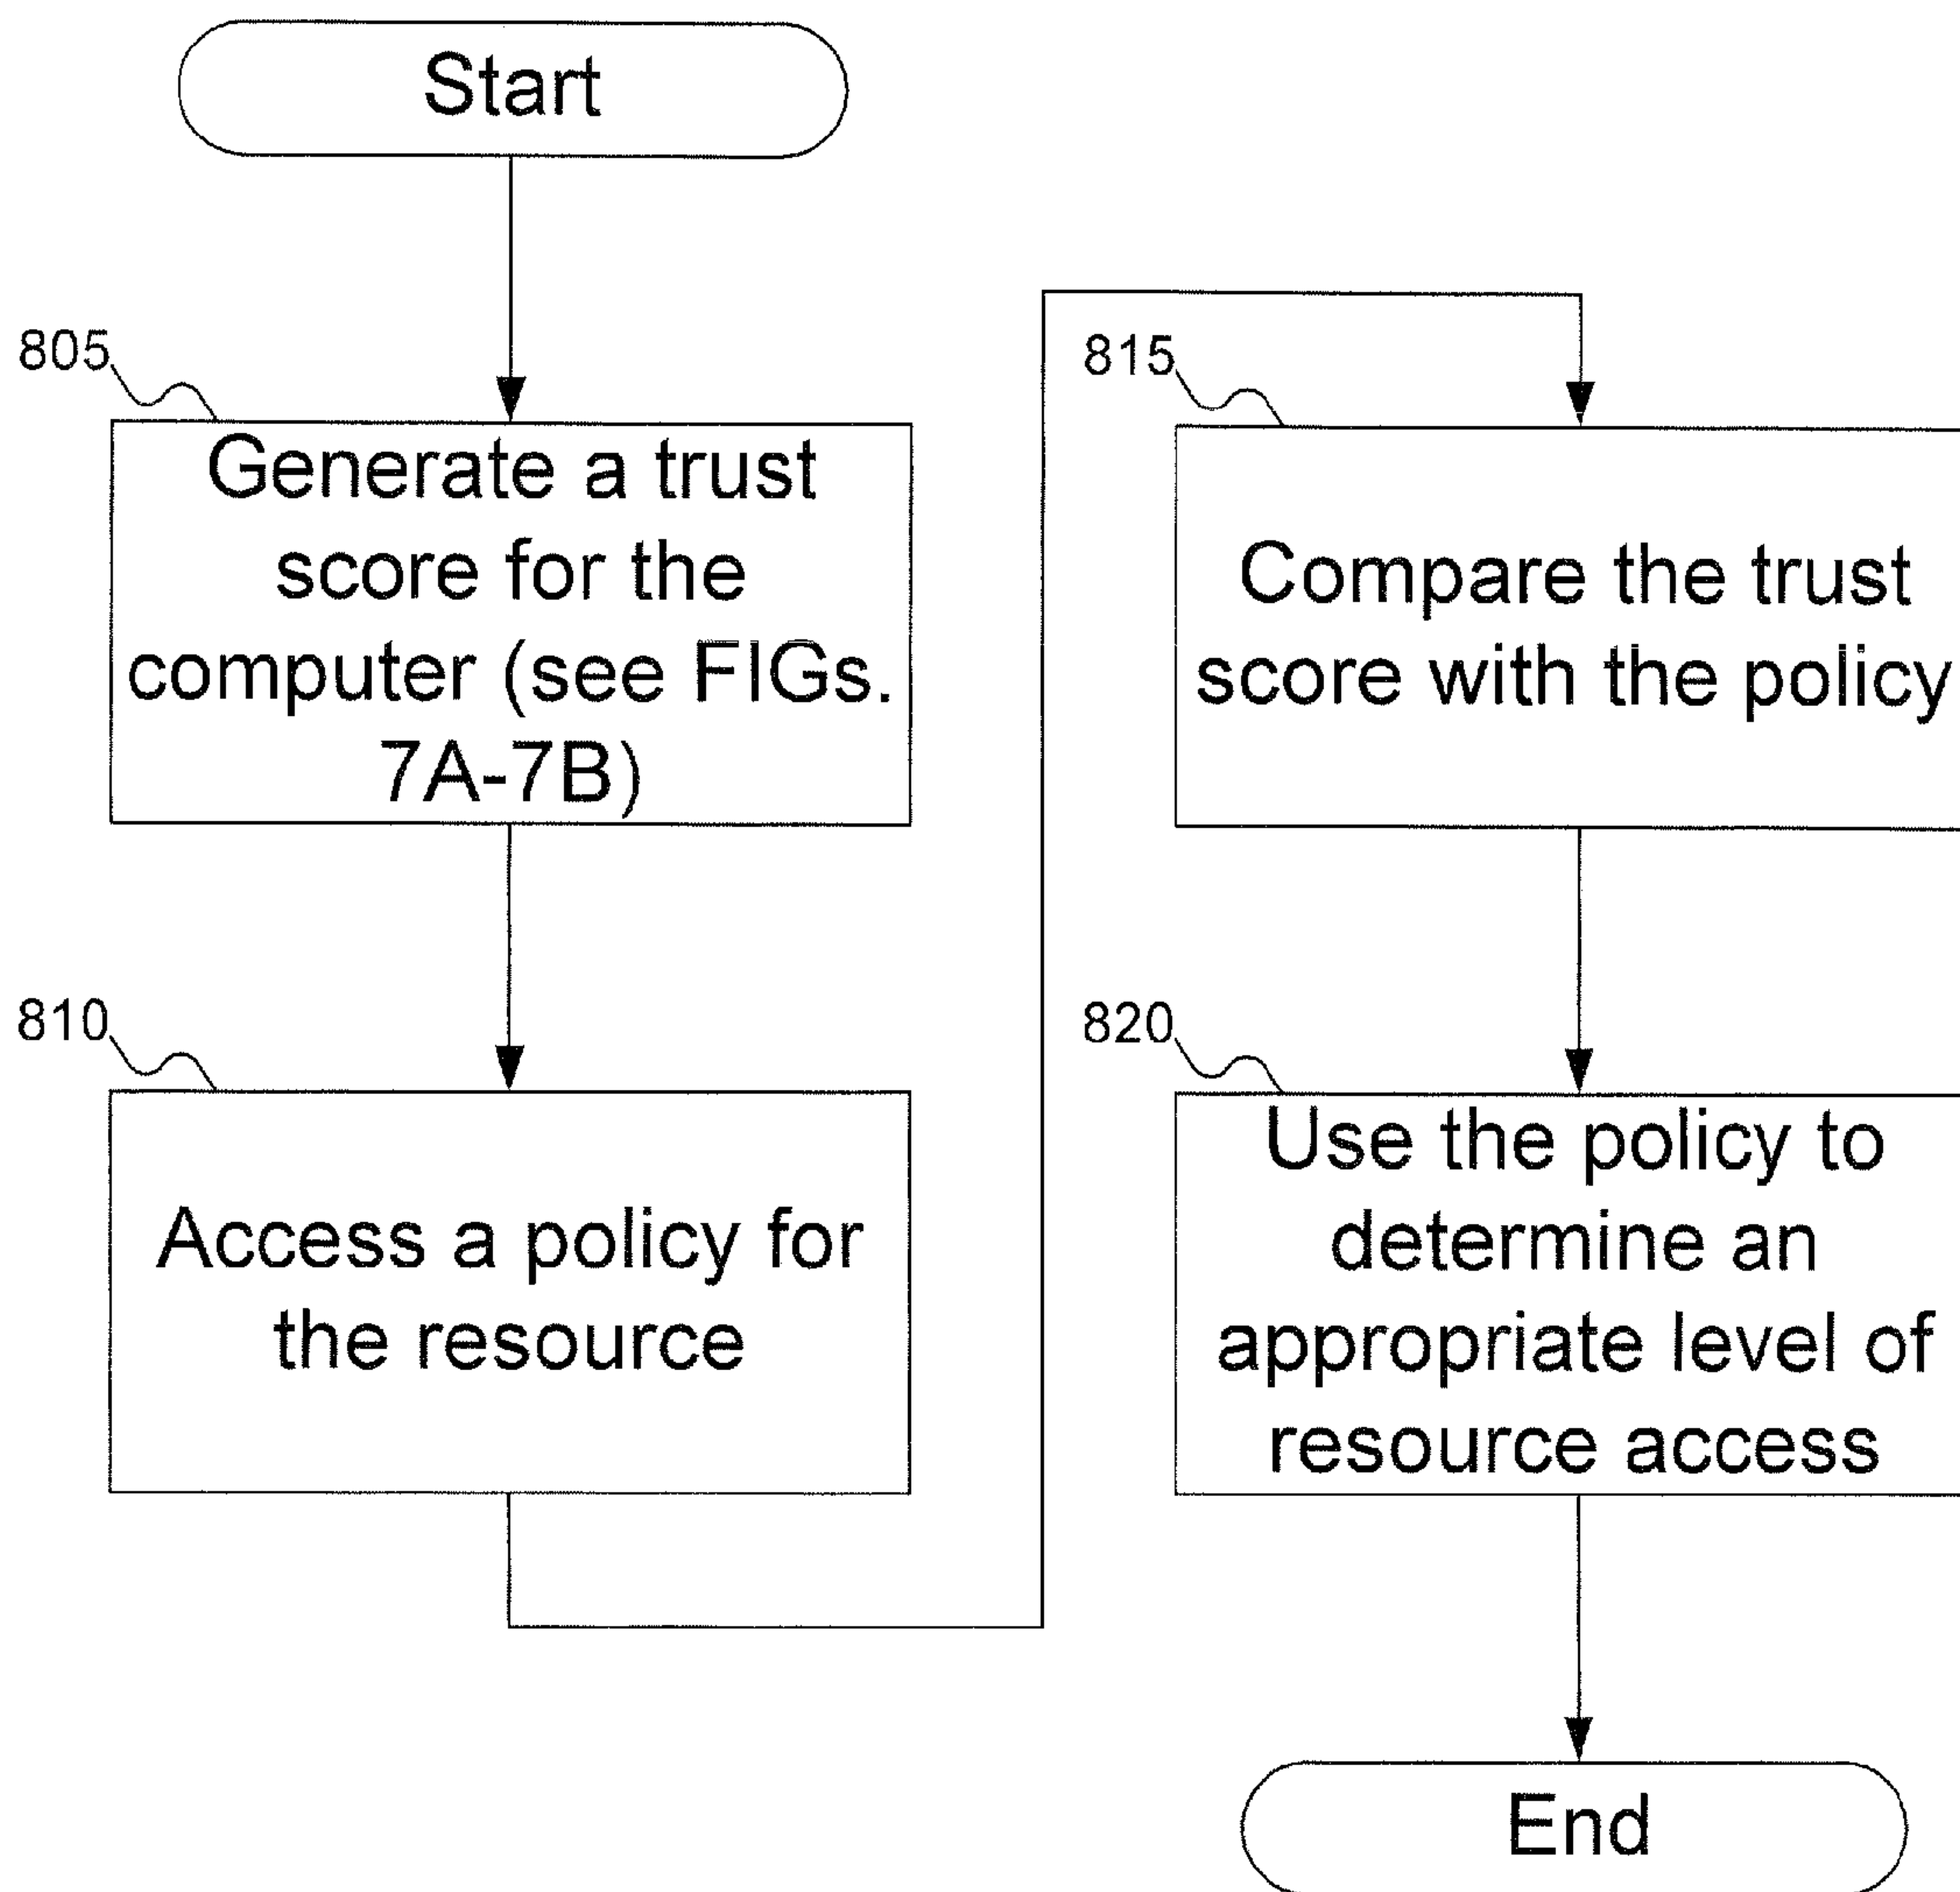 Start
805
Generate a trust
score for the
computer (see FIGs.
7A-7B)
810
Access a policy for
the resource
815
Compare the trust
score with the policy
820
Use the policy to
determine an
appropriate level of
resource access
End